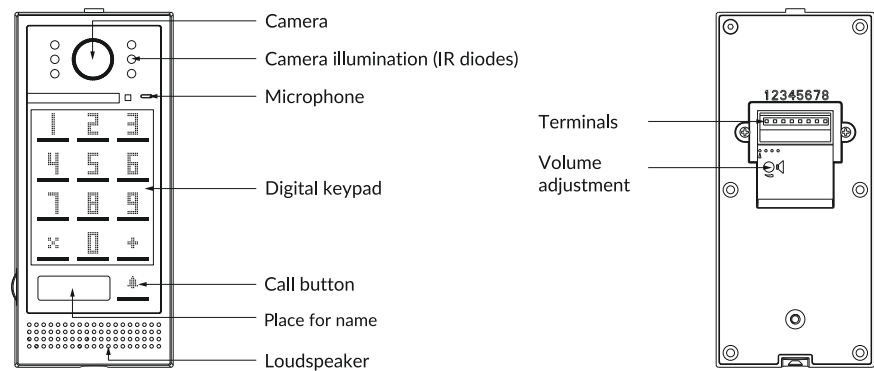 Camera
Camera illumination (IR diodes)
Microphone
1 2 3
4 5 6
Digital keypad
7 8 9
× 0 +
Call button
Place for name
Loudspeaker
12345678
Terminals
Volume
adjustment